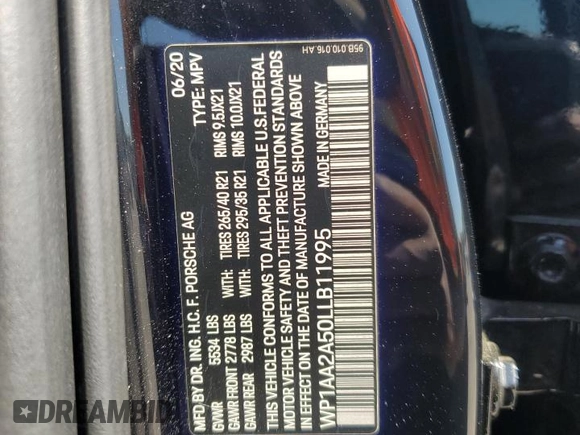 MFD BY DR. ING. H.C. F. PORSCHE AG 06/20
GVWR 5534 LBS TYPE: MPV
GAWR FRONT 2778 LBS WITH: TIRES 265/40 R21 RIMS 9.5JX21
GAWR REAR 2987 LBS WITH: TIRES 295/35 R21 RIMS 10.0JX21
THIS VEHICLE CONFORMS TO ALL APPLICABLE U.S.FEDERAL
MOTOR VEHICLE SAFETY AND THEFT PREVENTION STANDARDS
IN EFFECT ON THE DATE OF MANUFACTURE SHOWN ABOVE
WP1AA2A50LLB11995 MADE IN GERMANY
95B.010.016.AH
DEALER HISTORY